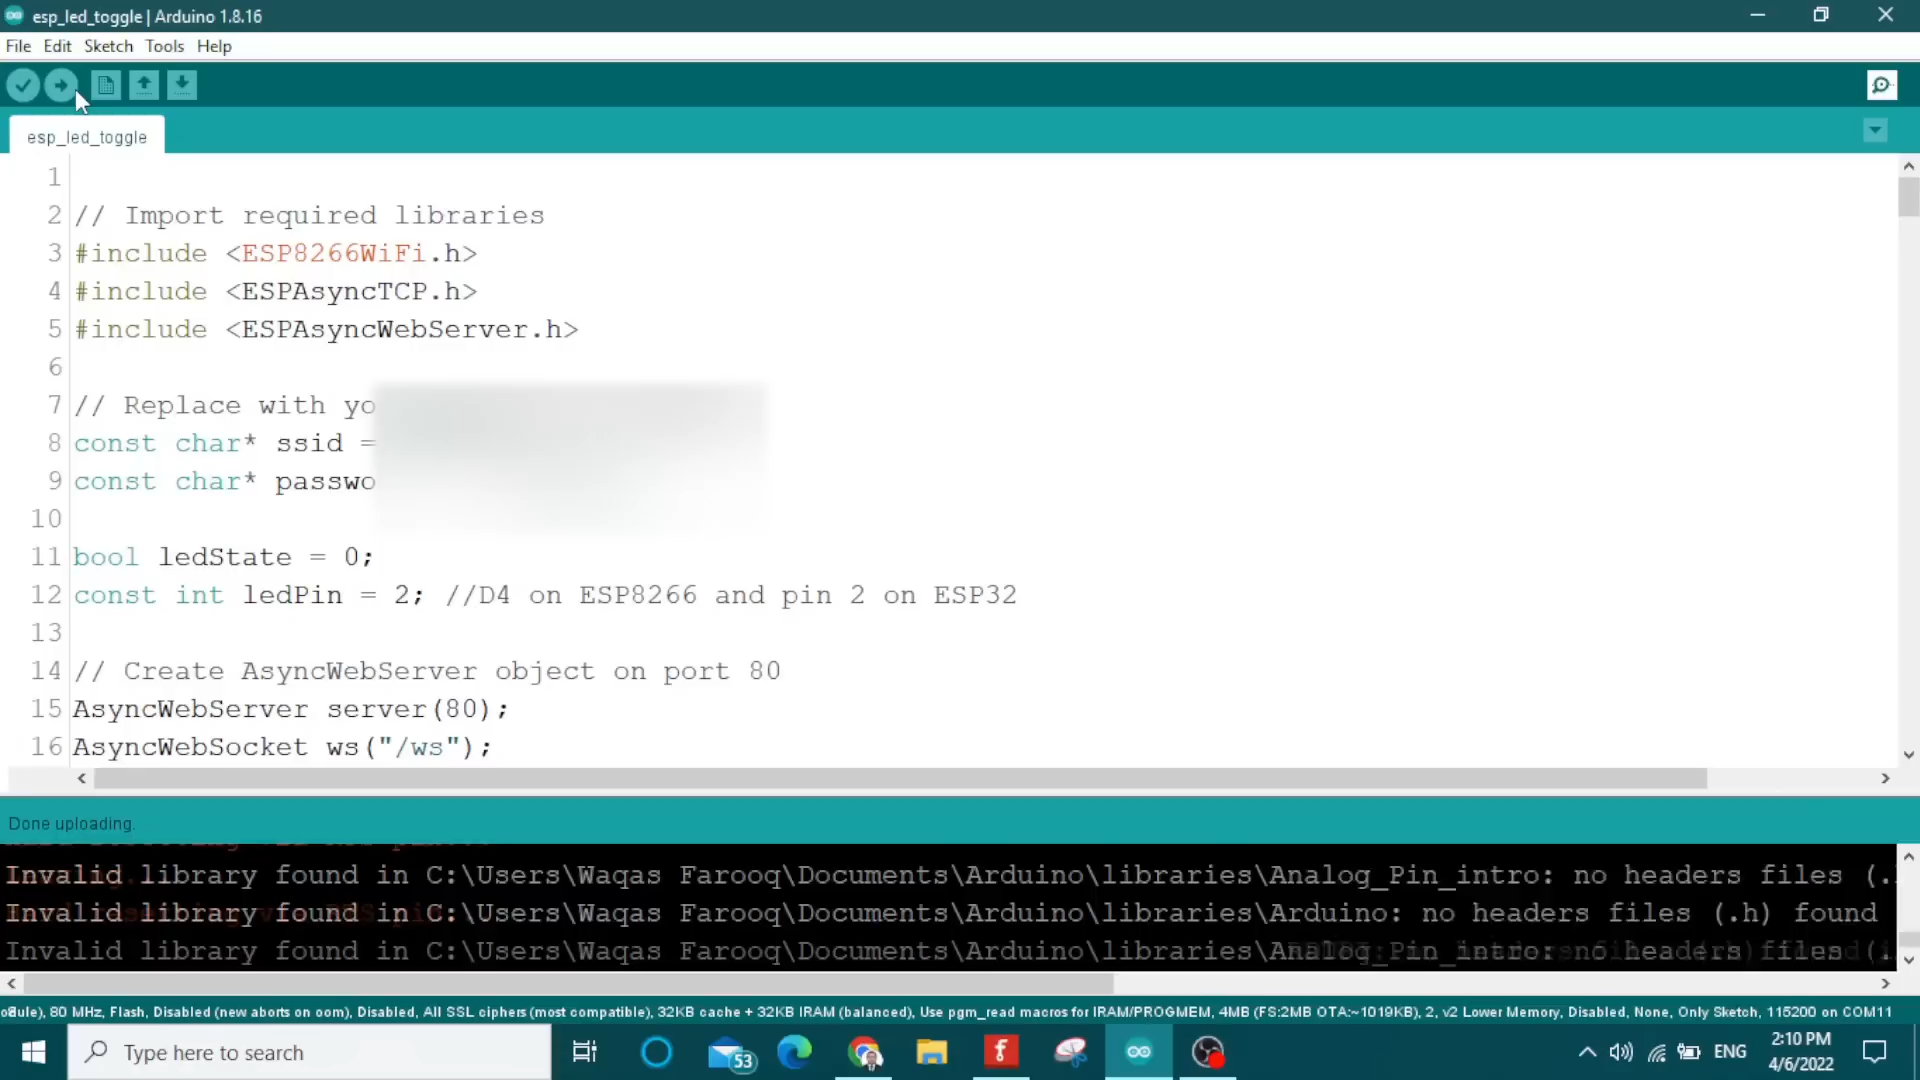 esp_led_toggle | Arduino 1.8.16
File Edit Sketch Tools Help
esp_led_toggle
1
2 // Import required libraries
3 #include <ESP8266WiFi.h>
4 #include <ESPAsyncTCP.h>
5 #include <ESPAsyncWebServer.h>
6
7 // Replace with yo
8 const char* ssid =
9 const char* passwo
10
11 bool ledState = 0;
12 const int ledPin = 2; //D4 on ESP8266 and pin 2 on ESP32
13
14 // Create AsyncWebServer object on port 80
15 AsyncWebServer server(80);
16 AsyncWebSocket ws("/ws");
Done uploading.
Invalid library found in C:\Users\Waqas Farooq\Documents\Arduino\libraries\Analog_Pin_intro: no headers files (.
Invalid library found in C:\Users\Waqas Farooq\Documents\Arduino\libraries\Arduino: no headers files (.h) found
Invalid library found in C:\Users\Waqas Farooq\Documents\Arduino\libraries\Analog_Pin_intro: no headers files (.
odule), 80 MHz, Flash, Disabled (new aborts on oom), Disabled, All SSL ciphers (most compatible), 32KB cache + 32KB IRAM (balanced), Use pgm_read macros for IRAM/PROGMEM, 4MB (FS:2MB OTA:~1019KB), 2, v2 Lower Memory, Disabled, None, Only Sketch, 115200 on COM11
Type here to search
53
ENG
2:10 PM
4/6/2022